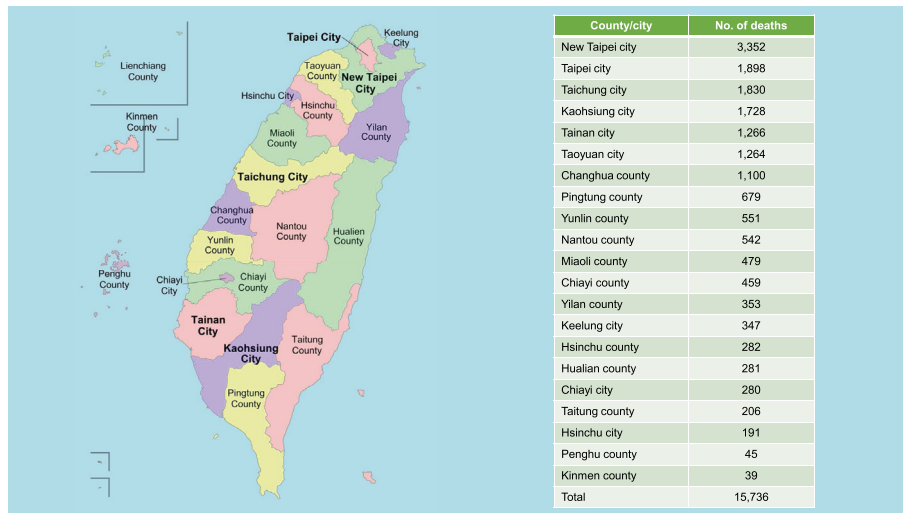 Taipei City
Keelung
City
Lienchiang
County
Taoyuan
County
New Taipei
City
Hsinchu City
Hsinchu
County
Kinmen
County
Yilan
County
Miaoli
County
Taichung City
Changhua
County
Nantou
County
Hualien
County
Yunlin
County
Penghu
County
Chiayi
City
Chiayi
County
Tainan
City
Kaohsiung
City
Taitung
County
Pingtung
County
County/city No. of deaths
New Taipei city 3,352
Taipei city 1,898
Taichung city 1,830
Kaohsiung city 1,728
Tainan city 1,266
Taoyuan city 1,264
Changhua county 1,100
Pingtung county 679
Yunlin county 551
Nantou county 542
Miaoli county 479
Chiayi county 459
Yilan county 353
Keelung city 347
Hsinchu county 282
Hualian county 281
Chiayi city 280
Taitung county 206
Hsinchu city 191
Penghu county 45
Kinmen county 39
Total 15,736